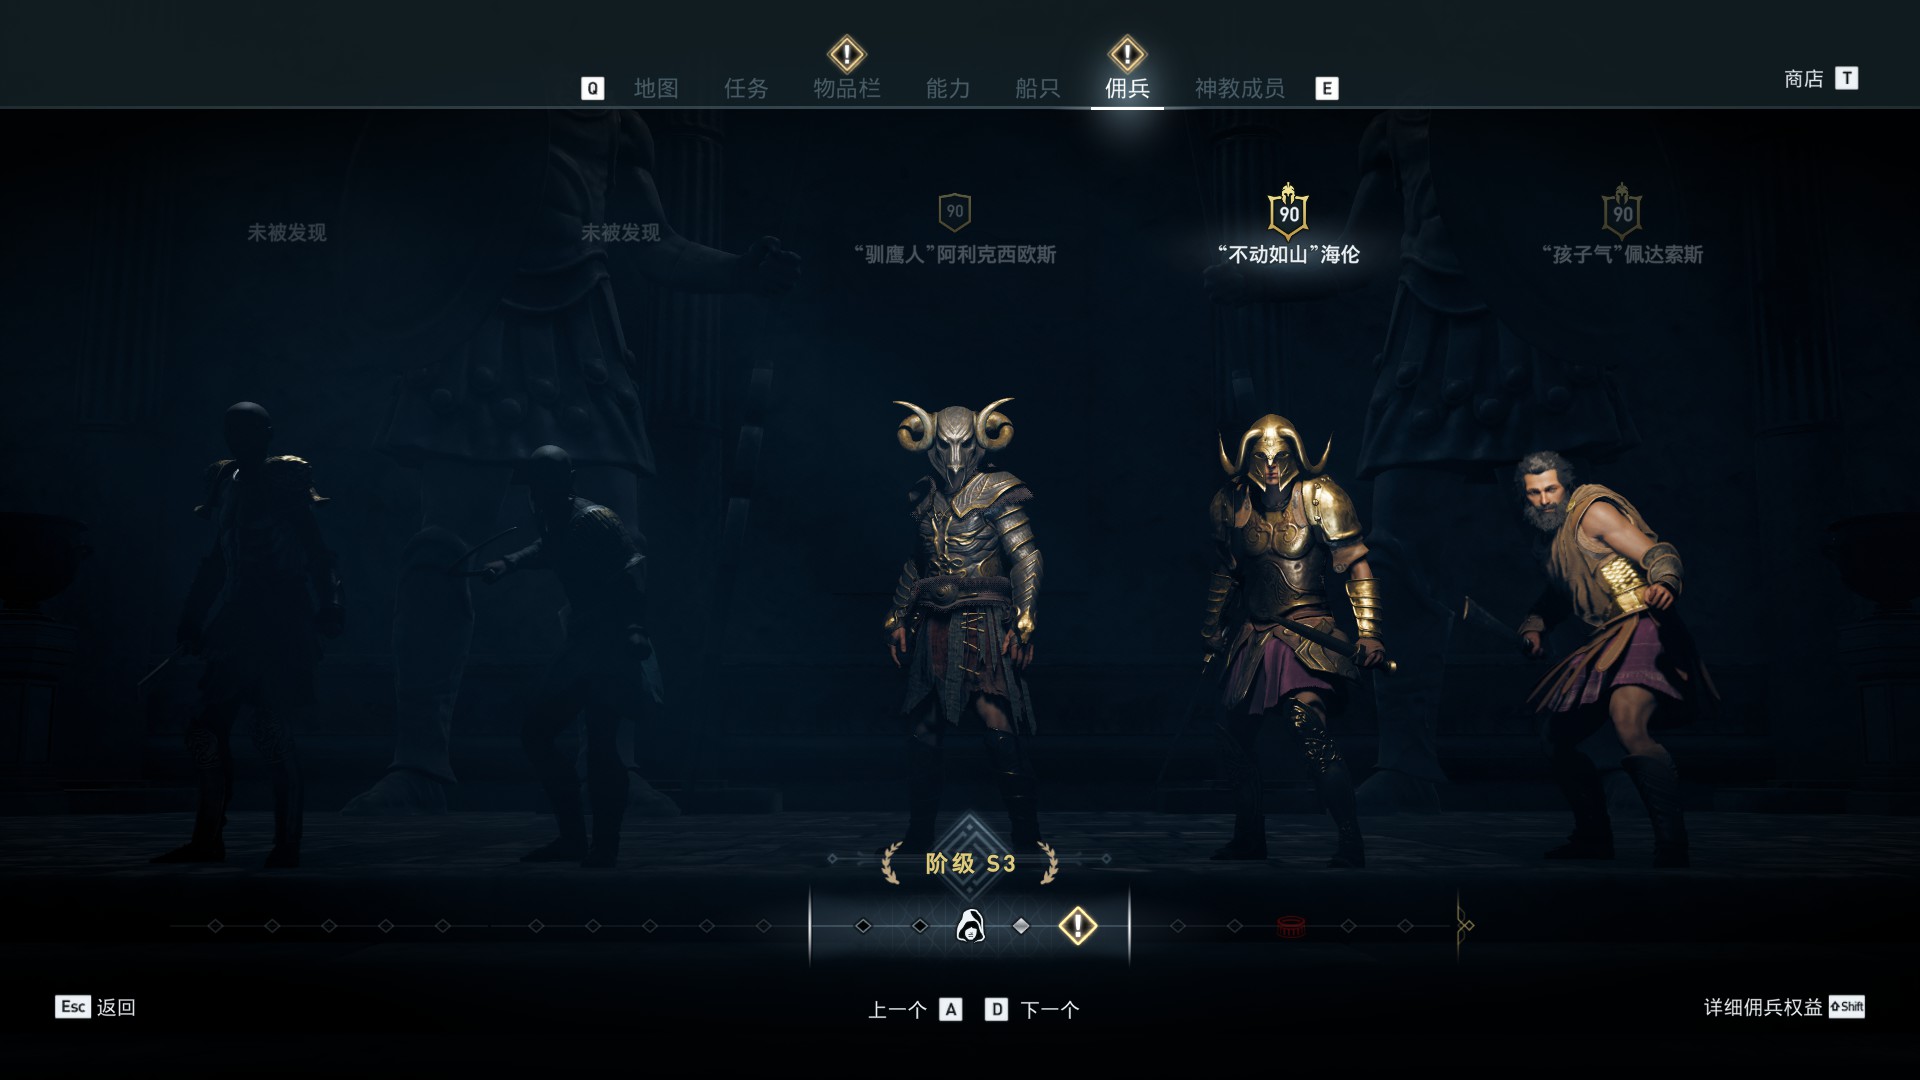 Q 地图 任务 物品栏 能力 船只 佣兵 神教成员 E
商店 T
未被发现
未被发现
90
“驯鹰人”阿利克西欧斯
90
“不动如山”海伦
90
“孩子气”佩达索斯
阶级 S3
Esc 返回
上一个 A D 下一个
详细佣兵权益 Shift